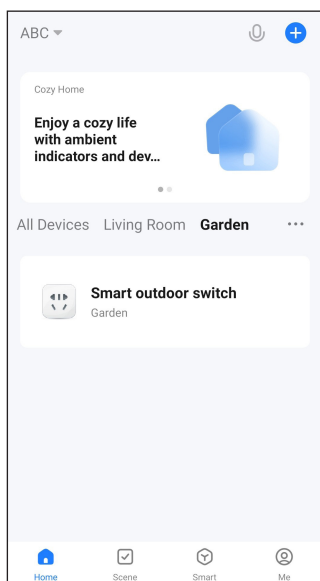 ABC
Cozy Home
Enjoy a cozy life
with ambient
indicators and dev...
All Devices Living Room Garden
Smart outdoor switch
Garden
Home Scene Smart Me